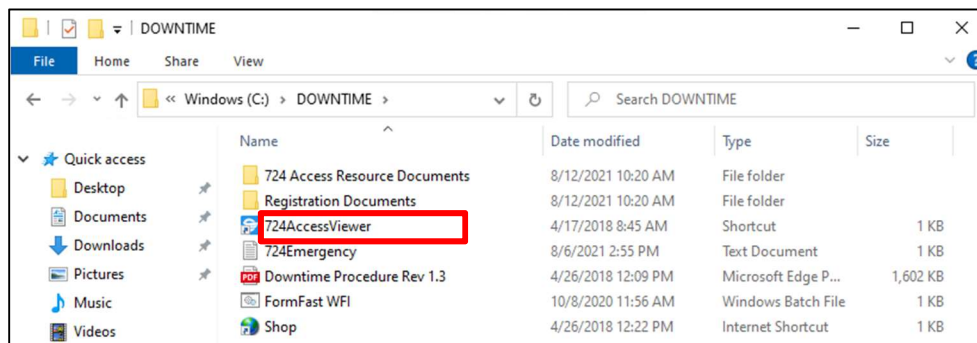 DOWNTIME
File Home Share View
« Windows (C:) > DOWNTIME > Search DOWNTIME
Name Date modified Type Size
Quick access
Desktop 724 Access Resource Documents 8/12/2021 10:20 AM File folder
Registration Documents 8/12/2021 10:20 AM File folder
Documents 724AccessViewer 4/17/2018 8:45 AM Shortcut 1 KB
Downloads 724Emergency 8/6/2021 2:55 PM Text Document 1 KB
Pictures PDF Downtime Procedure Rev 1.3 4/26/2018 12:09 PM Microsoft Edge P... 1,602 KB
Music FormFast WFI 10/8/2020 11:56 AM Windows Batch File 1 KB
Videos Shop 4/26/2018 12:22 PM Internet Shortcut 1 KB